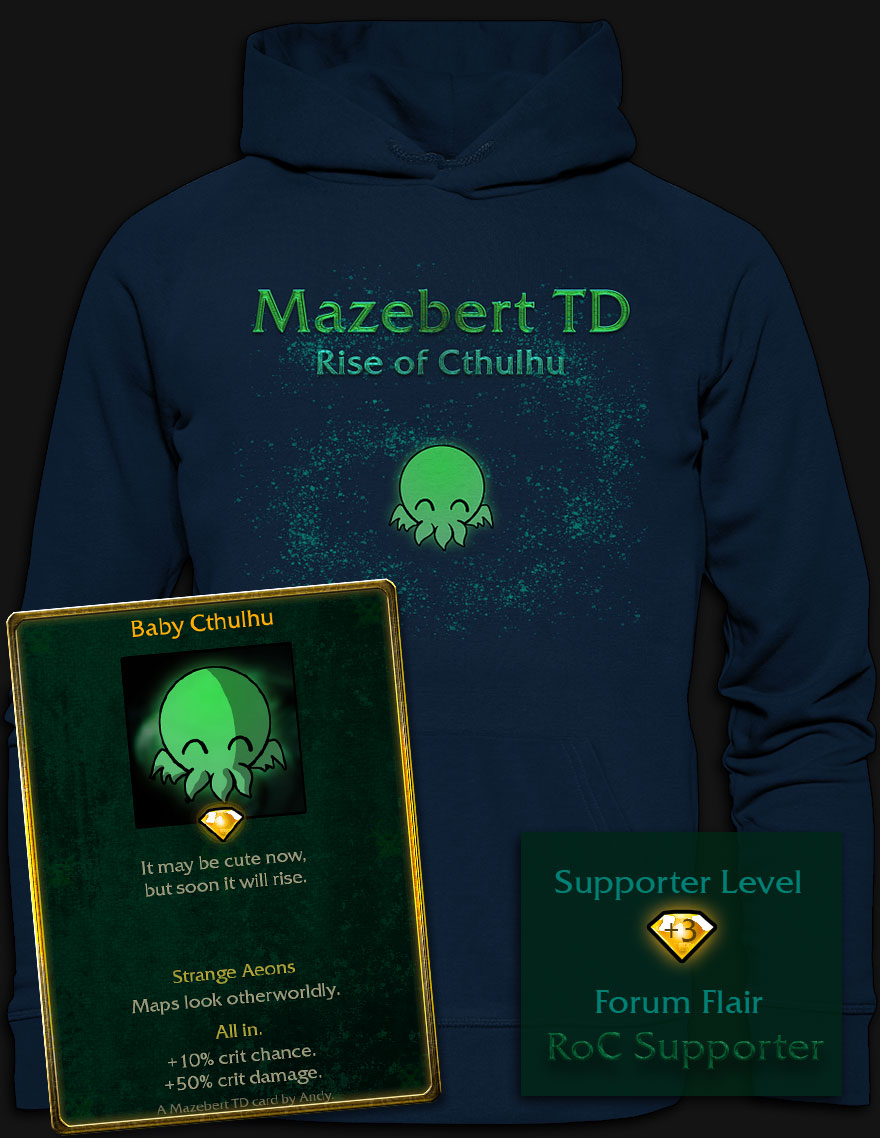 Mazebert TD
Rise of Cthulhu
Baby Cthulhu
It may be cute now,
but soon it will rise.
Strange Aeons
Maps look otherworldly.
All in.
+10% crit chance.
+50% crit damage.
A Mazebert TD card by Andy.
Supporter Level
+3
Forum Flair
RoC Supporter